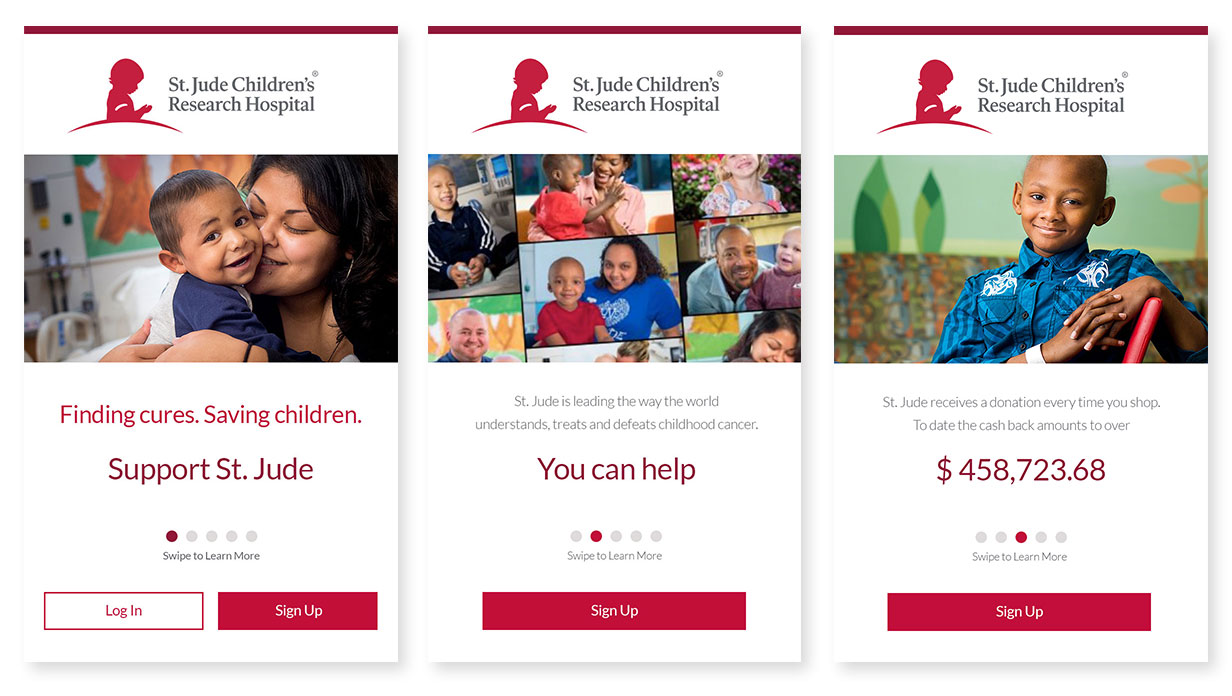 St. Jude Children's®
Research Hospital
Finding cures. Saving children.
Support St. Jude
Swipe to Learn More
Log In
Sign Up
St. Jude Children's®
Research Hospital
St. Jude is leading the way the world
understands, treats and defeats childhood cancer.
You can help
Swipe to Learn More
Sign Up
St. Jude Children's®
Research Hospital
St. Jude receives a donation every time you shop.
To date the cash back amounts to over
$ 458,723.68
Swipe to Learn More
Sign Up